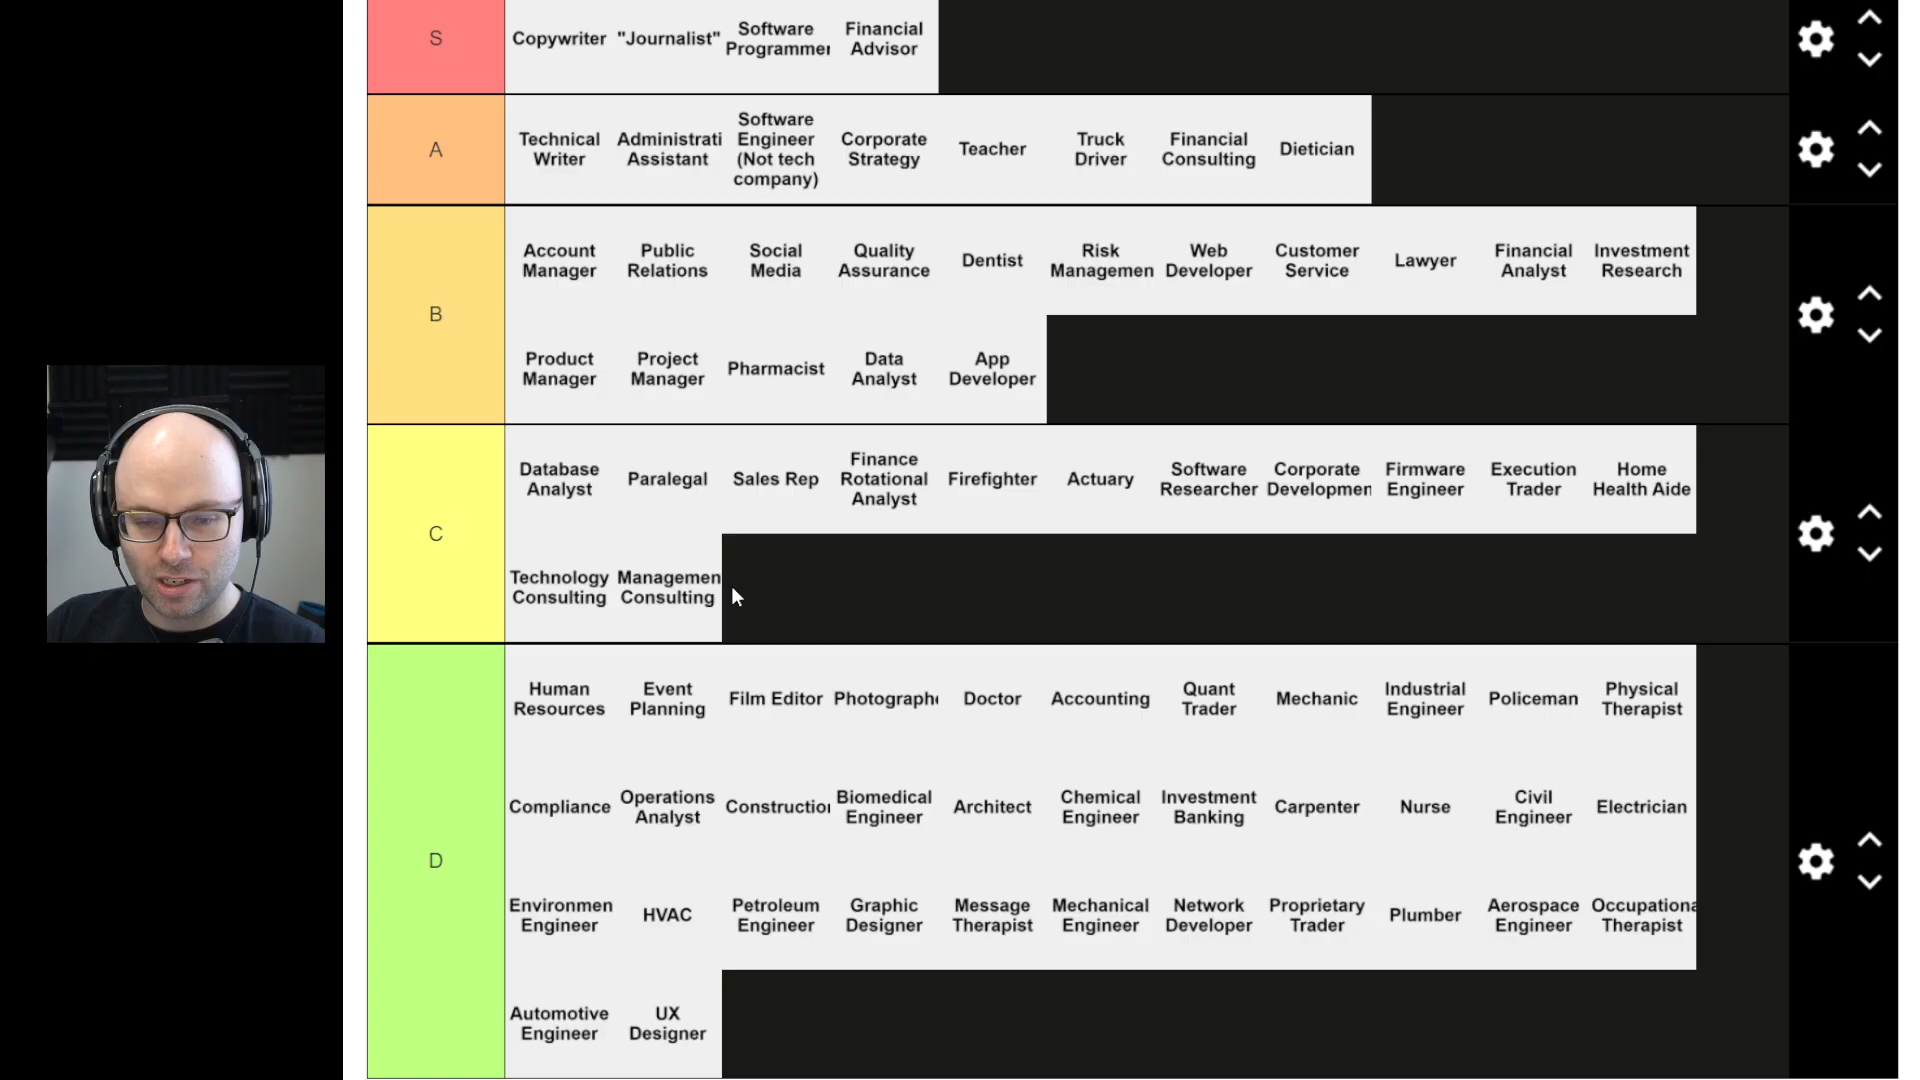 S
Copywriter
"Journalist"
Software
Programmer
Financial
Advisor
A
Technical
Writer
Administrati
Assistant
Software
Engineer
(Not tech
company)
Corporate
Strategy
Teacher
Truck
Driver
Financial
Consulting
Dietician
B
Account
Manager
Public
Relations
Social
Media
Quality
Assurance
Dentist
Risk
Managemen
Web
Developer
Customer
Service
Lawyer
Financial
Analyst
Investment
Research
Product
Manager
Project
Manager
Pharmacist
Data
Analyst
App
Developer
C
Database
Analyst
Paralegal
Sales Rep
Finance
Rotational
Analyst
Firefighter
Actuary
Software
Researcher
Corporate
Developmen
Firmware
Engineer
Execution
Trader
Home
Health Aide
Technology
Consulting
Managemen
Consulting
D
Human
Resources
Event
Planning
Film Editor
Photographe
Doctor
Accounting
Quant
Trader
Mechanic
Industrial
Engineer
Policeman
Physical
Therapist
Compliance
Operations
Analyst
Construction
Biomedical
Engineer
Architect
Chemical
Engineer
Investment
Banking
Carpenter
Nurse
Civil
Engineer
Electrician
Environmen
Engineer
HVAC
Petroleum
Engineer
Graphic
Designer
Message
Therapist
Mechanical
Engineer
Network
Developer
Proprietary
Trader
Plumber
Aerospace
Engineer
Occupationa
Therapist
Automotive
Engineer
UX
Designer